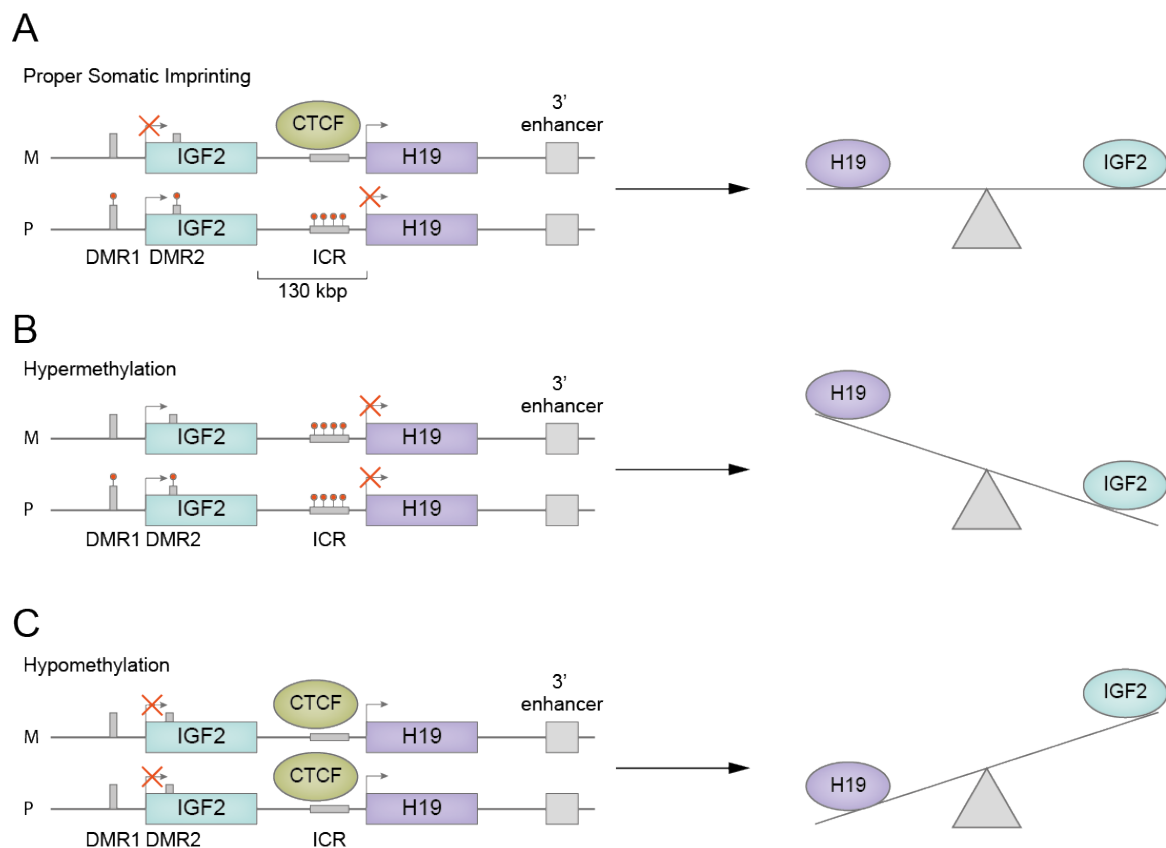 A
Proper Somatic Imprinting
3’
enhancer
CTCF
M
IGF2
H19
P
IGF2
H19
DMR1 DMR2
ICR
130 kbp
H19
IGF2
B
Hypermethylation
3’
enhancer
M
IGF2
H19
P
IGF2
H19
DMR1 DMR2
ICR
H19
IGF2
C
Hypomethylation
3’
enhancer
CTCF
M
IGF2
H19
CTCF
P
IGF2
H19
DMR1 DMR2
ICR
IGF2
H19